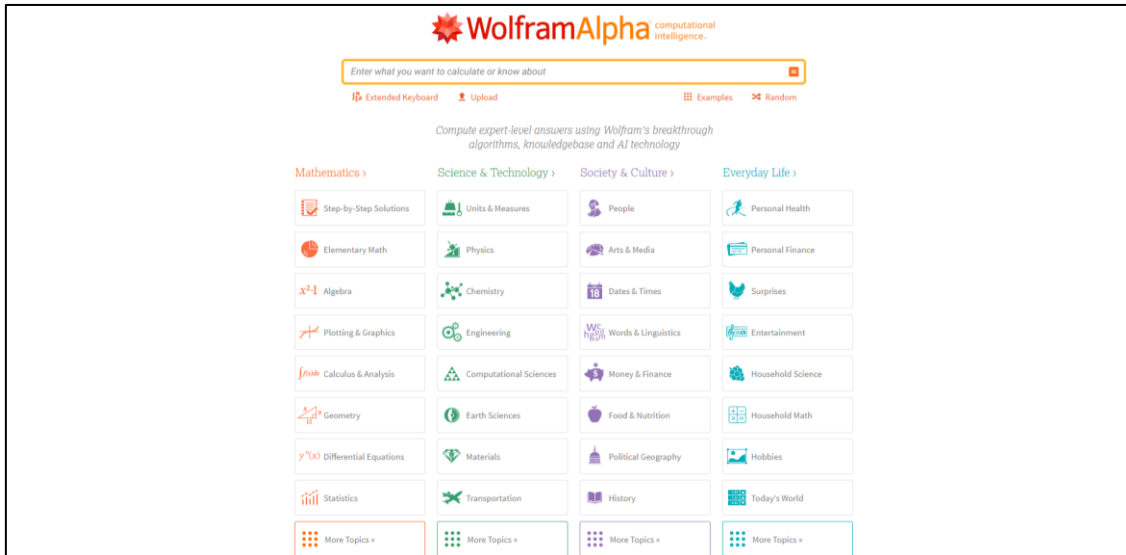 WolframAlpha computational intelligence.
Enter what you want to calculate or know about
Extended Keyboard Upload Examples Random
Compute expert-level answers using Wolfram's breakthrough
algorithms, knowledgebase and AI technology
Mathematics ›
Step-by-Step Solutions
Elementary Math
x²-1 Algebra
Plotting & Graphics
∫f(x)dx Calculus & Analysis
Geometry
y″(x) Differential Equations
Statistics
More Topics »
Science & Technology ›
Units & Measures
Physics
Chemistry
Engineering
Computational Sciences
Earth Sciences
Materials
Transportation
More Topics »
Society & Culture ›
People
Arts & Media
18 Dates & Times
Words & Linguistics
Money & Finance
Food & Nutrition
Political Geography
History
More Topics »
Everyday Life ›
Personal Health
Personal Finance
Surprises
Entertainment
Household Science
Household Math
Hobbies
Today's World
More Topics »